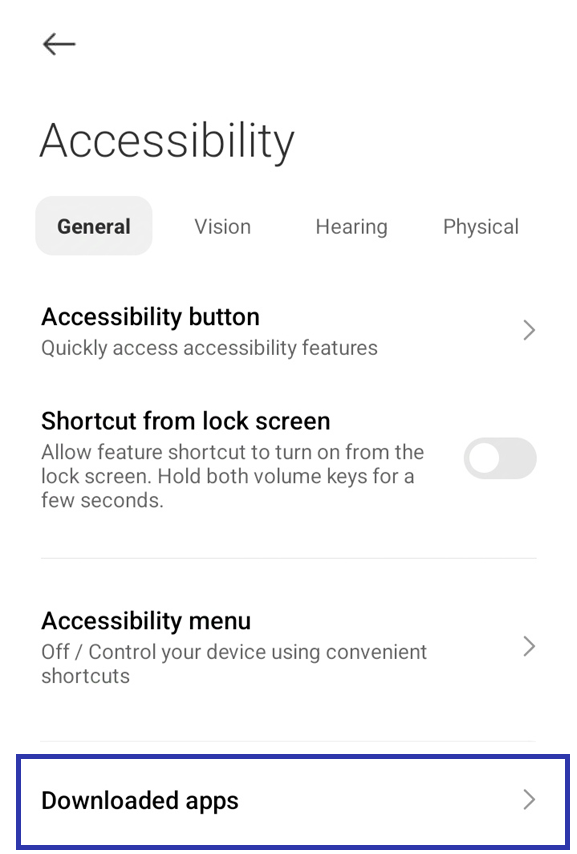 Accessibility
General Vision Hearing Physical
Accessibility button
Quickly access accessibility features
Shortcut from lock screen
Allow feature shortcut to turn on from the
lock screen. Hold both volume keys for a
few seconds.
Accessibility menu
Off / Control your device using convenient
shortcuts
Downloaded apps